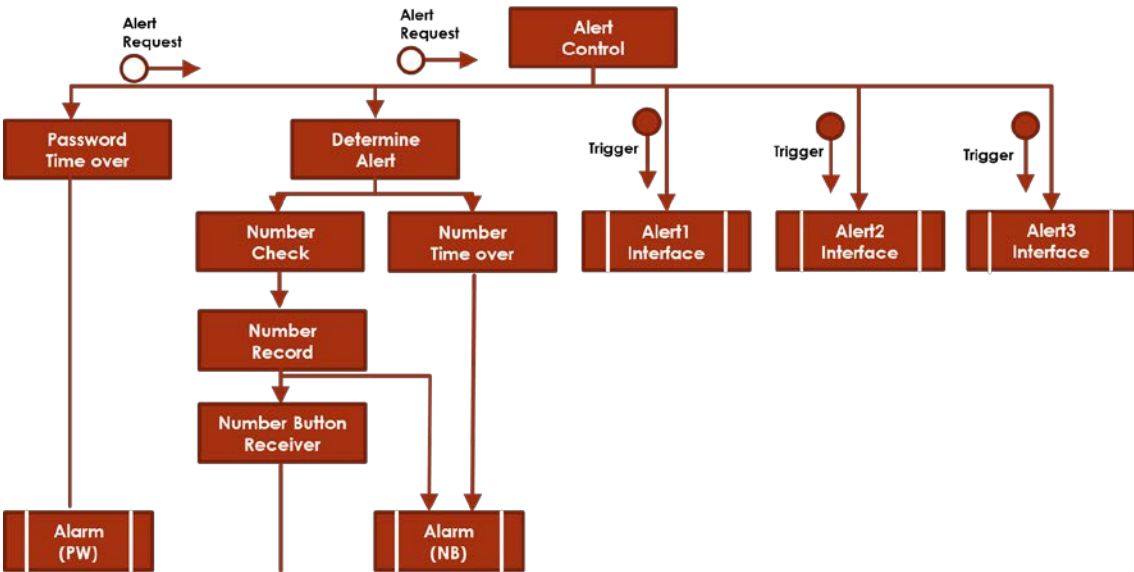 Alert
Request
Alert
Request
Alert
Control
Password
Time over
Determine
Alert
Trigger
Trigger
Trigger
Number
Check
Number
Time over
Alert1
Interface
Alert2
Interface
Alert3
Interface
Number
Record
Number Button
Receiver
Alarm
(PW)
Alarm
(NB)